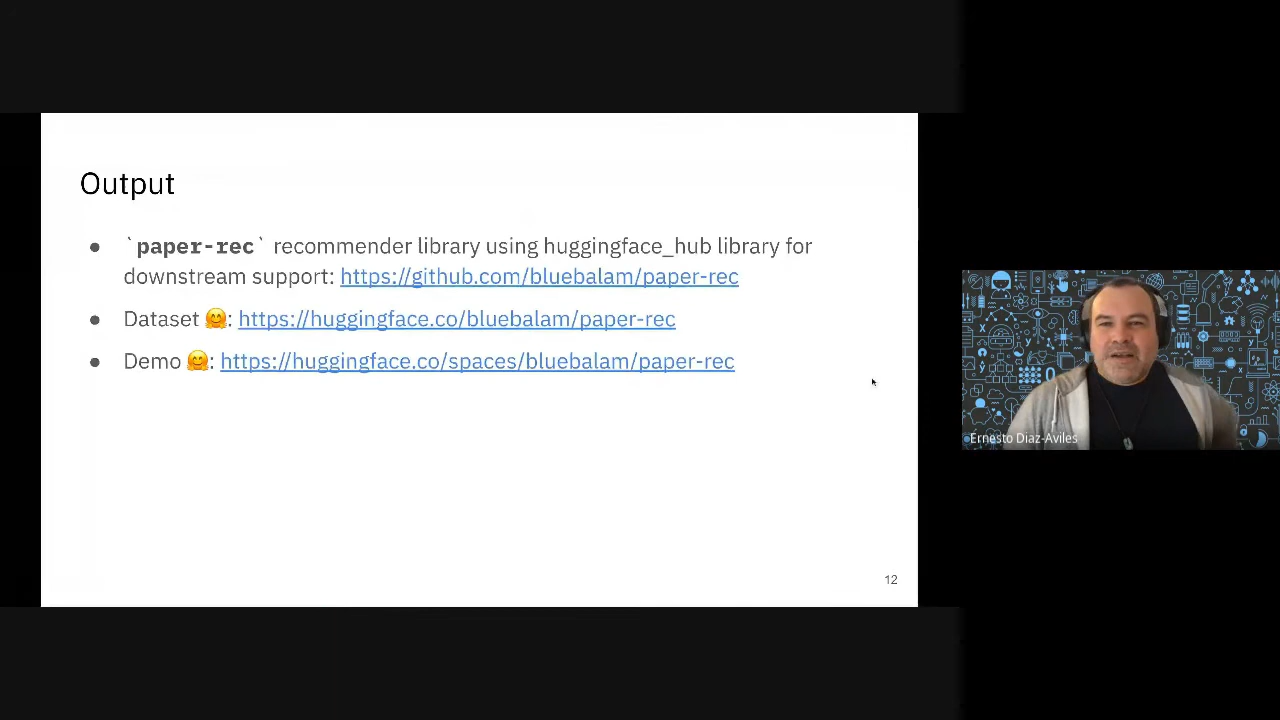 Output
● `paper-rec` recommender library using huggingface_hub library for
downstream support: https://github.com/bluebalam/paper-rec
● Dataset 🤗: https://huggingface.co/bluebalam/paper-rec
● Demo 🤗: https://huggingface.co/spaces/bluebalam/paper-rec
Ernesto Diaz-Aviles
12